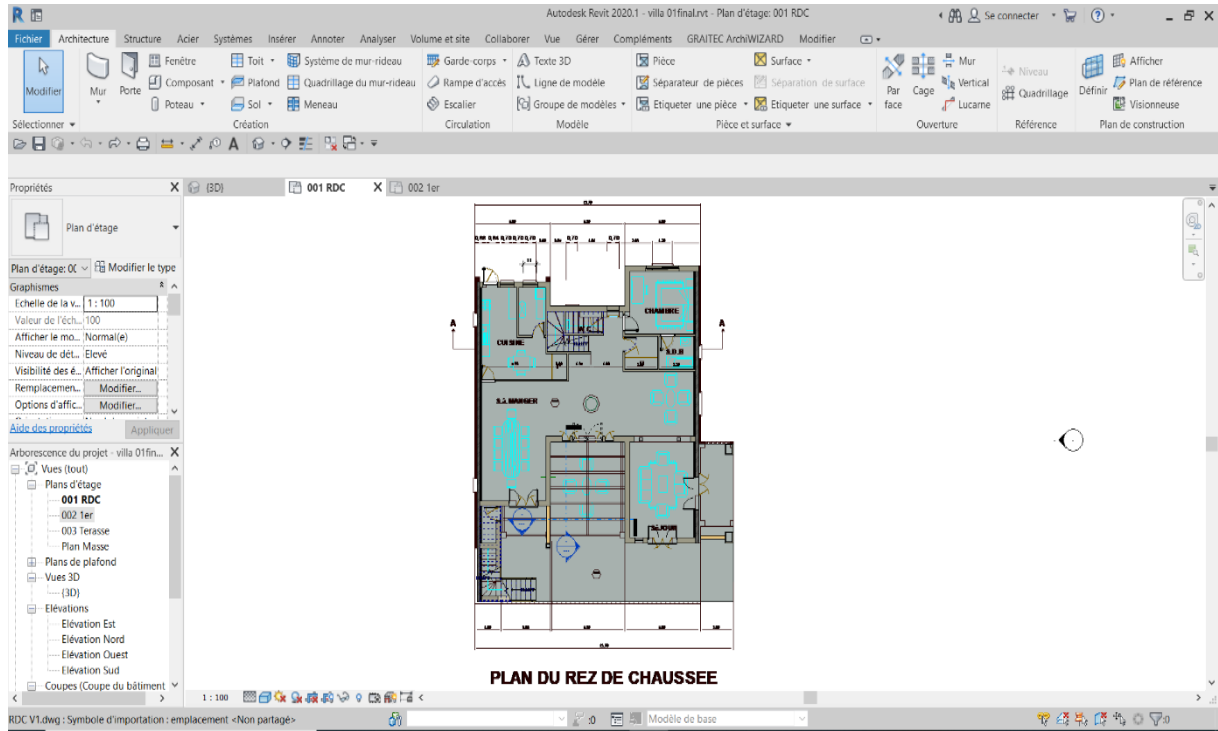 Autodesk Revit 2020.1 - villa 01final.rvt - Plan d'étage: 001 RDC
Se connecter
Fichier Architecture Structure Acier Systèmes Insérer Annoter Analyser Volume et site Collaborer Vue Gérer Compléments GRAITEC ArchiWIZARD Modifier
Fenêtre Toit Système de mur-rideau Garde-corps Texte 3D Pièce Surface Mur Niveau Afficher
Modifier Mur Porte Composant Plafond Quadrillage du mur-rideau Rampe d'accès Ligne de modèle Séparateur de pièces Séparation de surface Par face Cage Vertical Quadrillage Définir Plan de référence
Poteau Sol Meneau Escalier Groupe de modèles Etiqueter une pièce Etiqueter une surface Lucarne Visionneuse
Sélectionner Création Circulation Modèle Pièce et surface Ouverture Référence Plan de construction
Propriétés X {3D} 001 RDC X 002 1er
Plan d'étage
Plan d'étage: 0( Modifier le type
Graphismes
Echelle de la v... 1 : 100
Valeur de l'éch... 100
Afficher le mo... Normal(e)
Niveau de dét... Elevé
Visibilité des é... Afficher l'original
Remplacemen... Modifier...
Options d'affic... Modifier...
Aide des propriétés Appliquer
Arborescence du projet - villa 01fin... X
Vues (tout)
Plans d'étage
001 RDC
002 1er
003 Terasse
Plan Masse
Plans de plafond
Vues 3D
{3D}
Elévations
Elévation Est
Elévation Nord
Elévation Ouest
Elévation Sud
Coupes (Coupe du bâtiment
CHAMBRE
A A
CUISINE
S.D.B
S.A.MANGER
SEJOUR
PLAN DU REZ DE CHAUSSEE
1 : 100
RDC V1.dwg : Symbole d'importation : emplacement <Non partagé> :0 Modèle de base :0